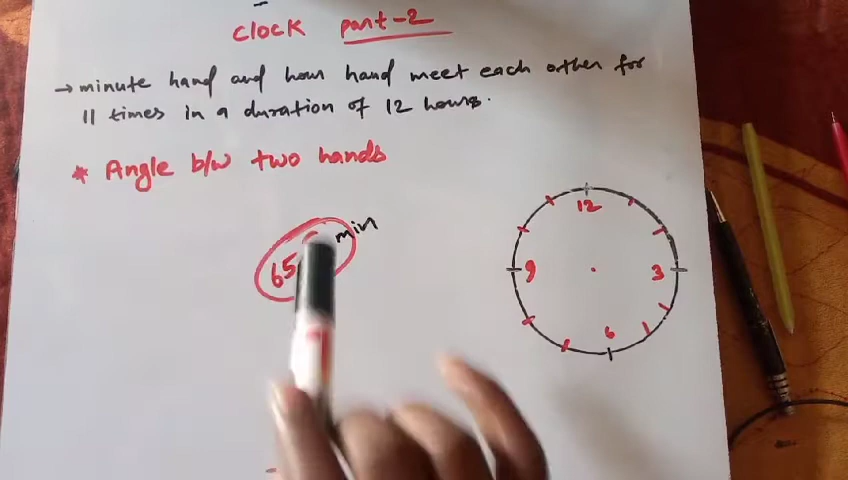 clock part-2
→ minute hand and hour hand meet each other for
11 times in a duration of 12 hours.
* Angle b/w two hands
65 min
12
9 3
6